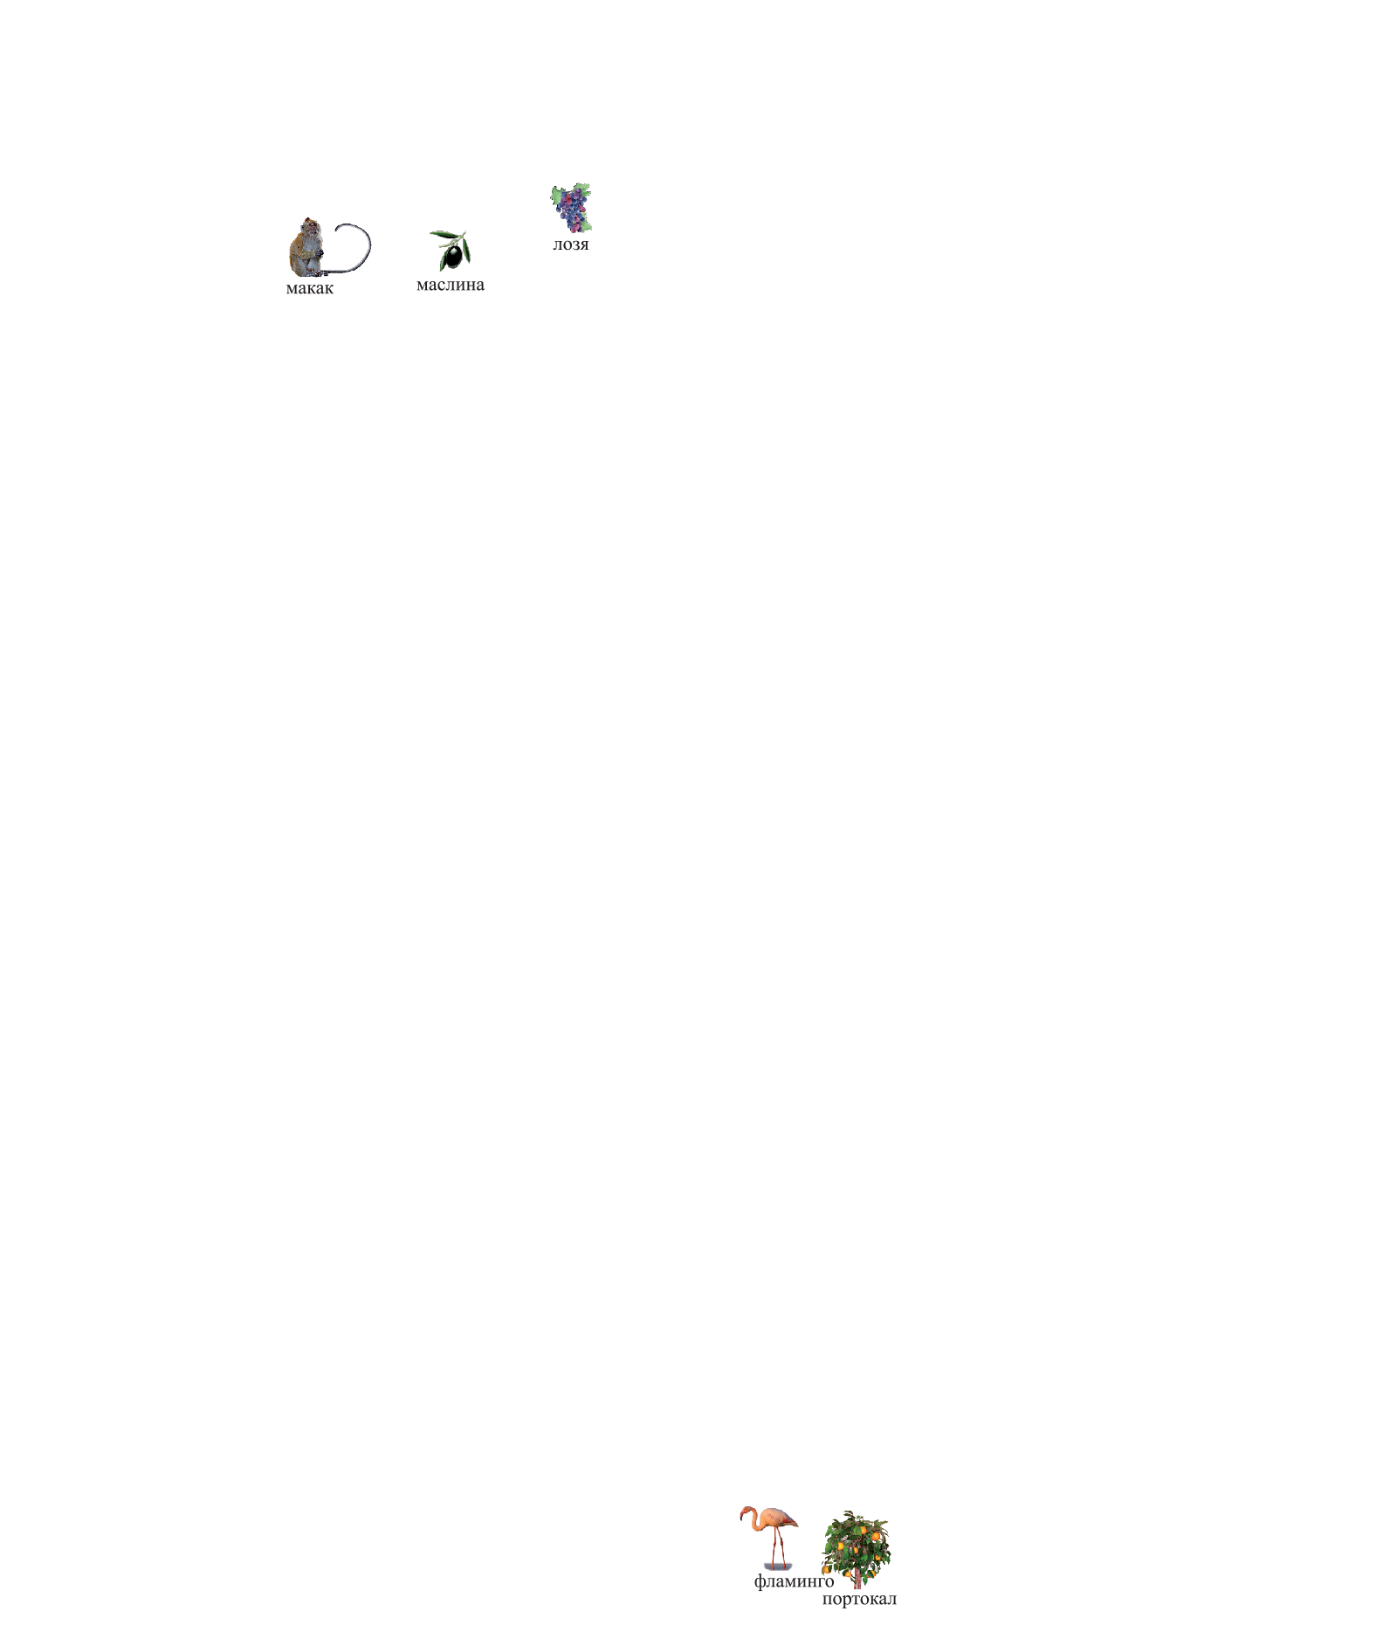 лозя
макак
маслина
фламинго
портокал